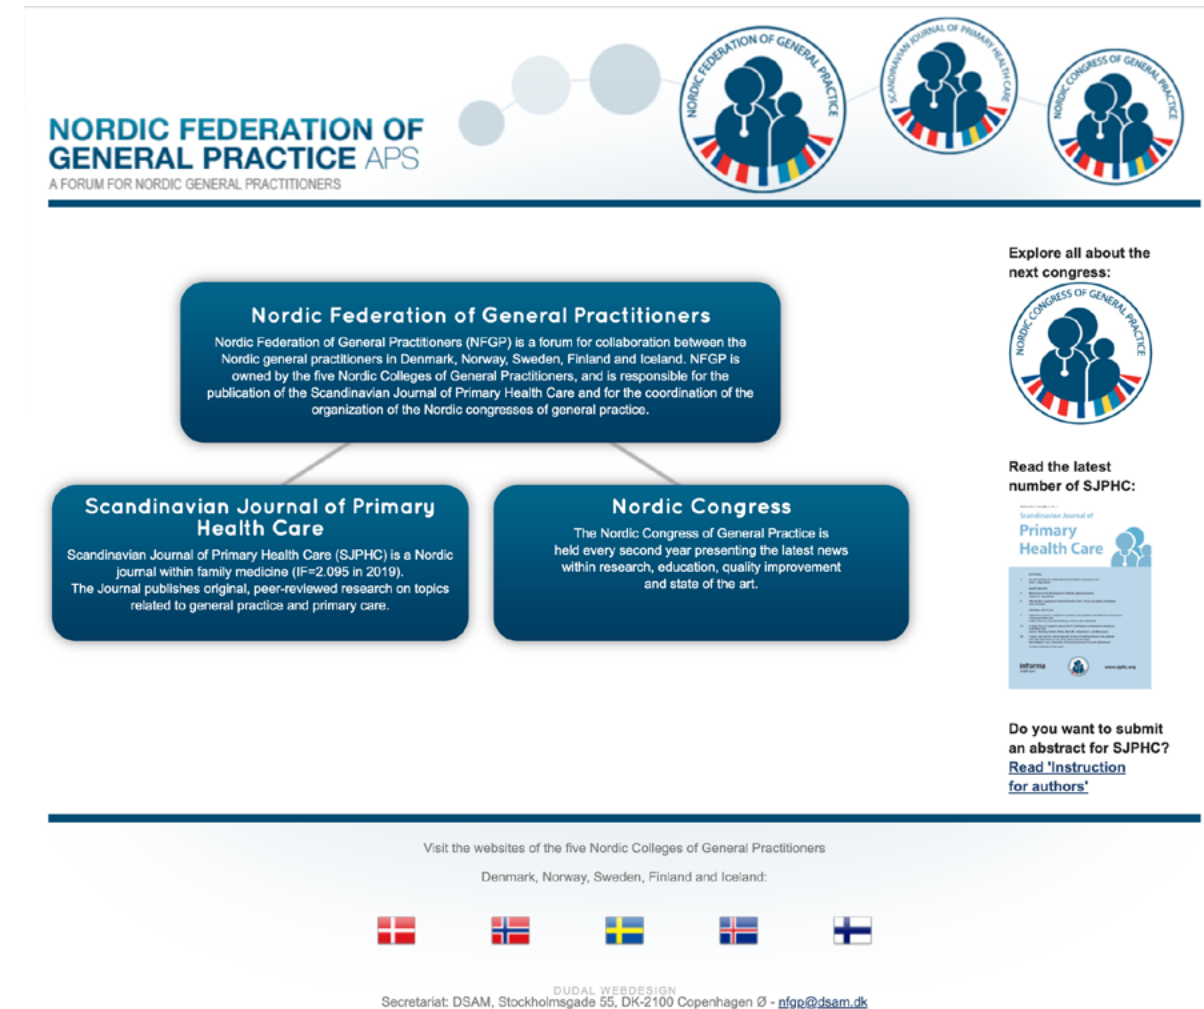 NORDIC FEDERATION OF
GENERAL PRACTICE APS
A FORUM FOR NORDIC GENERAL PRACTITIONERS
NORDIC FEDERATION OF GENERAL PRACTICE
SCANDINAVIAN JOURNAL OF PRIMARY HEALTH CARE
NORDIC CONGRESS OF GENERAL PRACTICE
Nordic Federation of General Practitioners
Nordic Federation of General Practitioners (NFGP) is a forum for collaboration between the
Nordic general practitioners in Denmark, Norway, Sweden, Finland and Iceland. NFGP is
owned by the five Nordic Colleges of General Practitioners, and is responsible for the
publication of the Scandinavian Journal of Primary Health Care and for the coordination of the
organization of the Nordic congresses of general practice.
Scandinavian Journal of Primary
Health Care
Scandinavian Journal of Primary Health Care (SJPHC) is a Nordic
journal within family medicine (IF=2.095 in 2019).
The Journal publishes original, peer-reviewed research on topics
related to general practice and primary care.
Nordic Congress
The Nordic Congress of General Practice is
held every second year presenting the latest news
within research, education, quality improvement
and state of the art.
Explore all about the
next congress:
NORDIC CONGRESS OF GENERAL PRACTICE
Read the latest
number of SJPHC:
Scandinavian Journal of
Primary
Health Care
informa
www.sjphc.org
Do you want to submit
an abstract for SJPHC?
Read 'Instruction
for authors'
Visit the websites of the five Nordic Colleges of General Practitioners
Denmark, Norway, Sweden, Finland and Iceland:
DUDAL WEBDESIGN
Secretariat: DSAM, Stockholmsgade 55, DK-2100 Copenhagen Ø - nfgp@dsam.dk